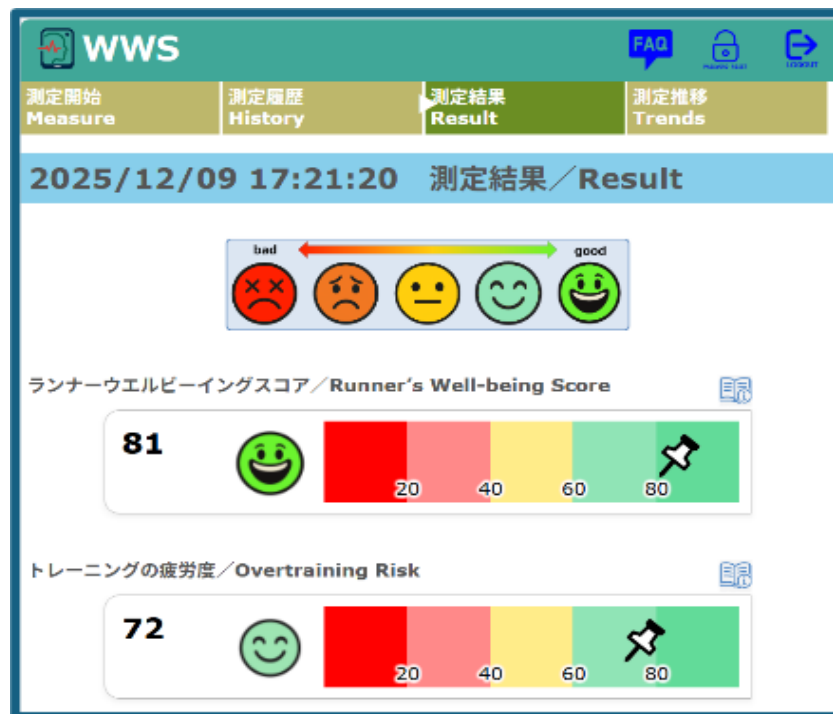 WWS
FAQ
LOGOUT
測定開始
Measure
測定履歴
History
測定結果
Result
測定推移
Trends
2025/12/09 17:21:20 測定結果／Result
bad
good
ランナーウエルビーイングスコア／Runner's Well-being Score
81
20 40 60 80
トレーニングの疲労度／Overtraining Risk
72
20 40 60 80